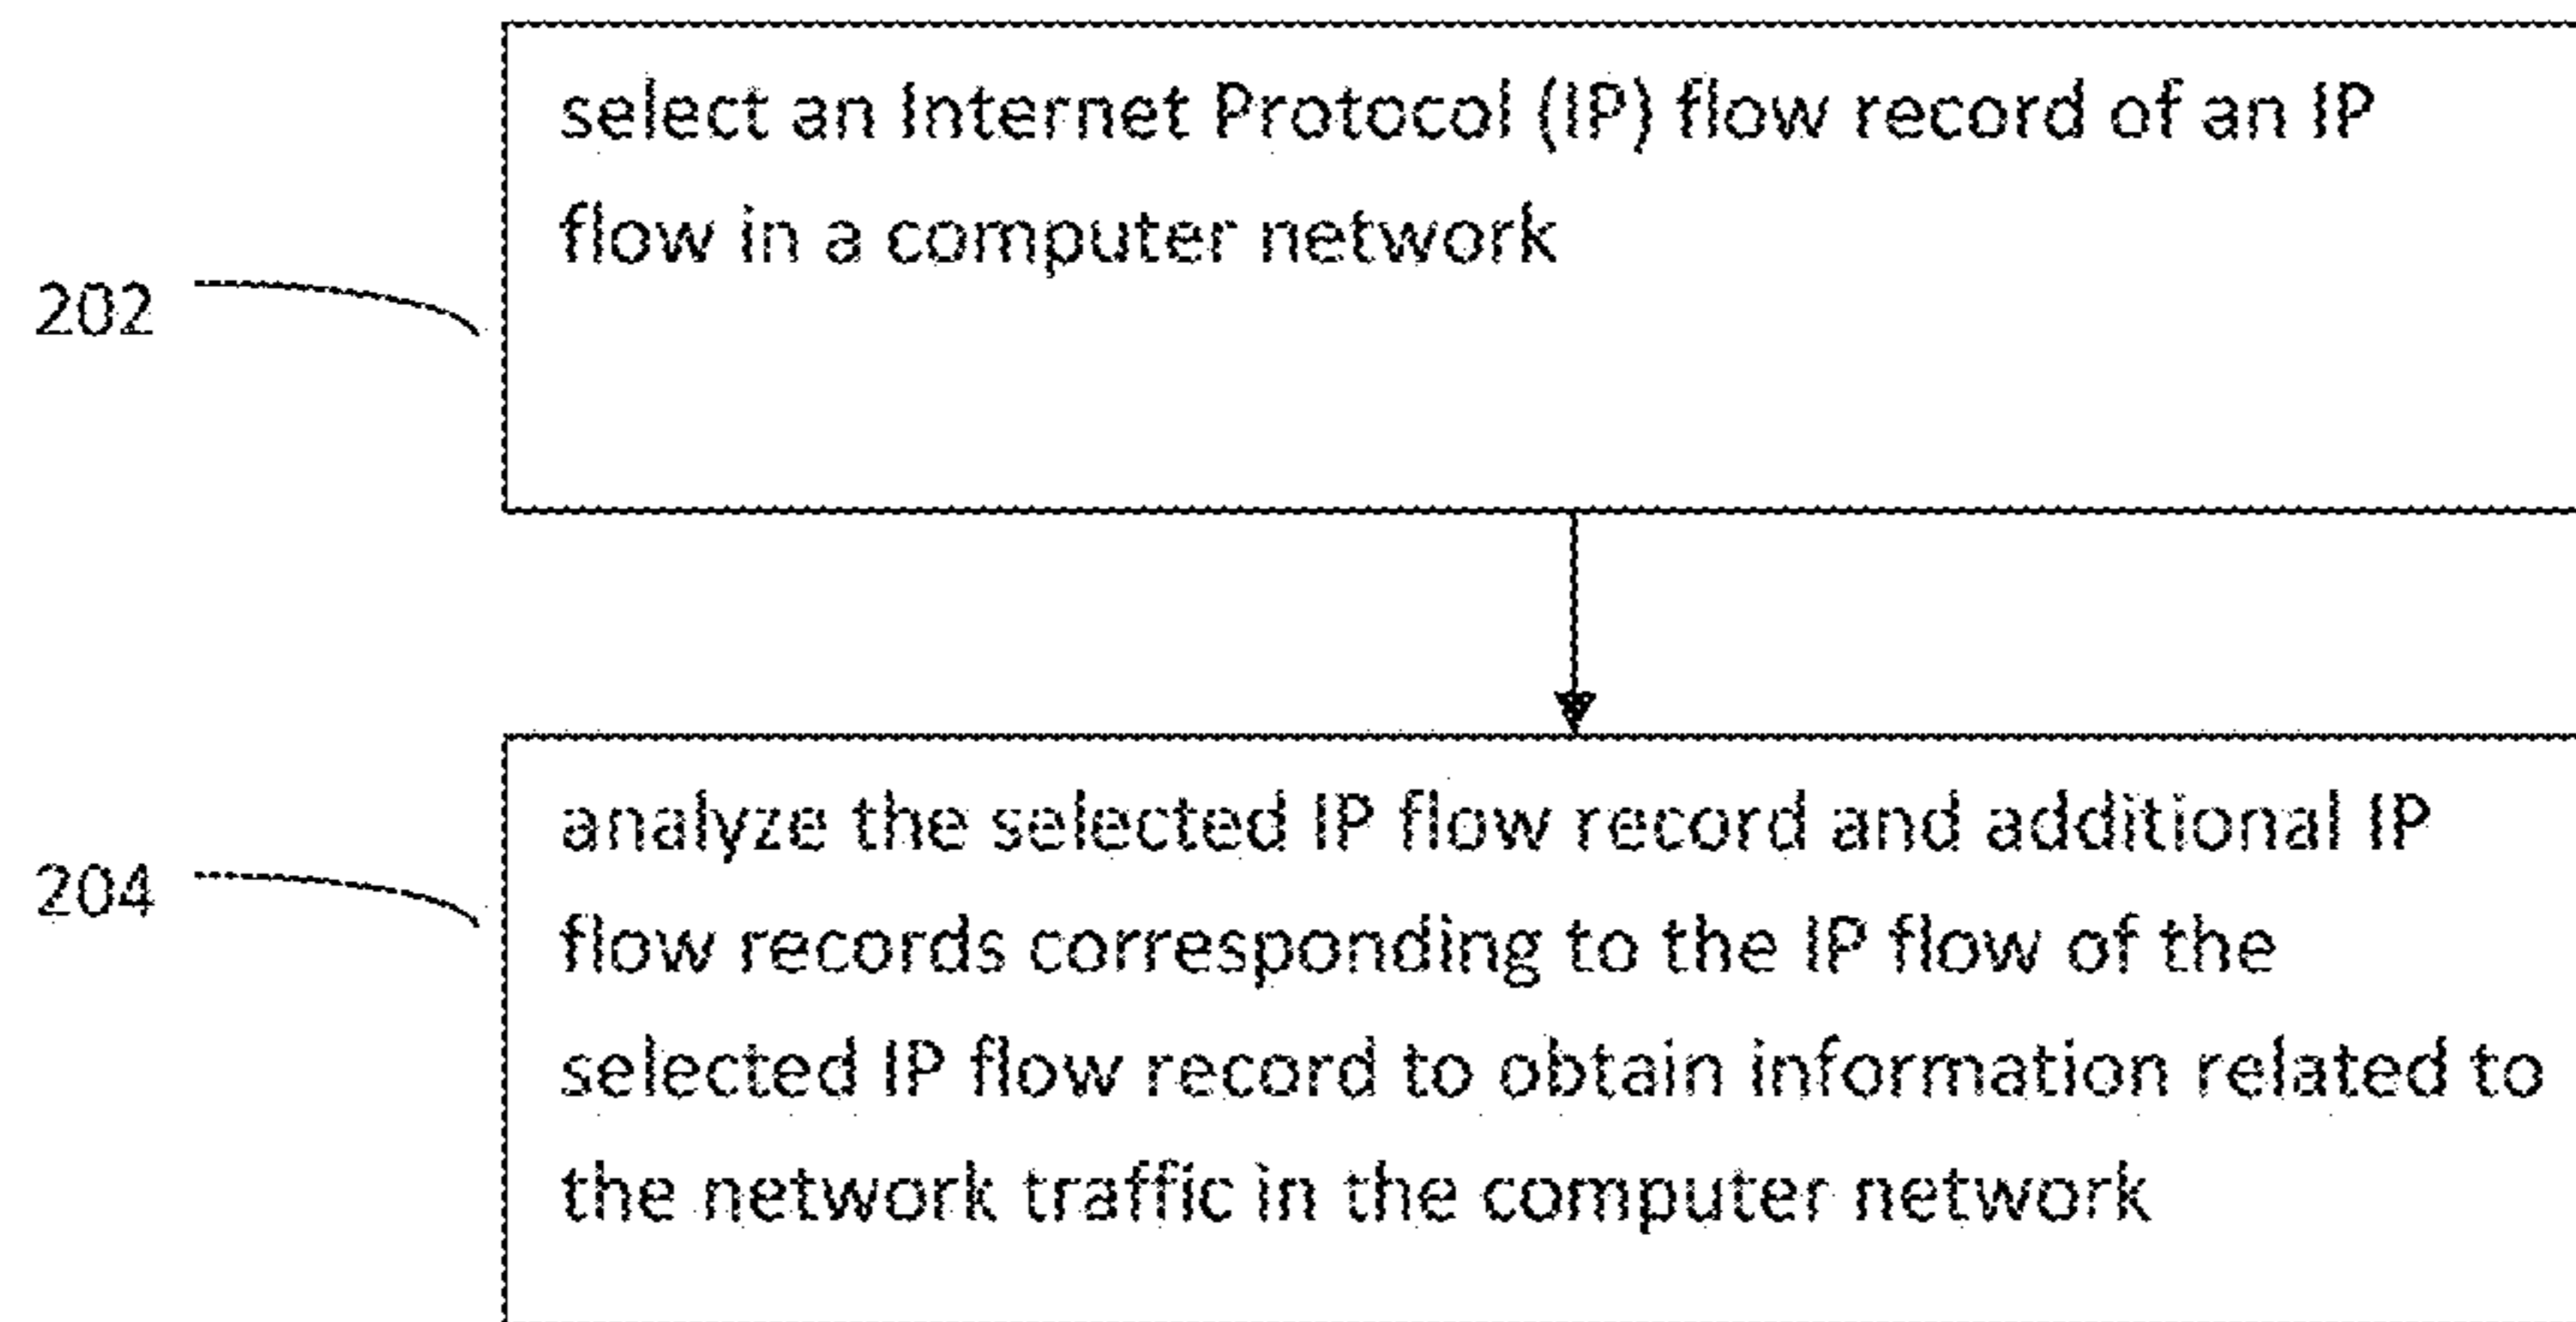 select an Internet Protocol (IP) flow record of an IP
flow in a computer network
202
analyze the selected IP flow record and additional IP
204
flow records corresponding to the IP flow of the
selected IP flow record to obtain information related to
the network traffic in the computer network